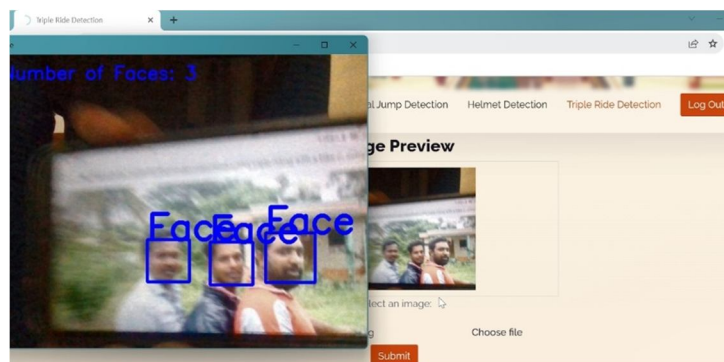 Triple Ride Detection
Number of Faces: 3
al Jump Detection Helmet Detection Triple Ride Detection Log Out
ge Preview
Face Face Face
lect an image:
g Choose file
Submit